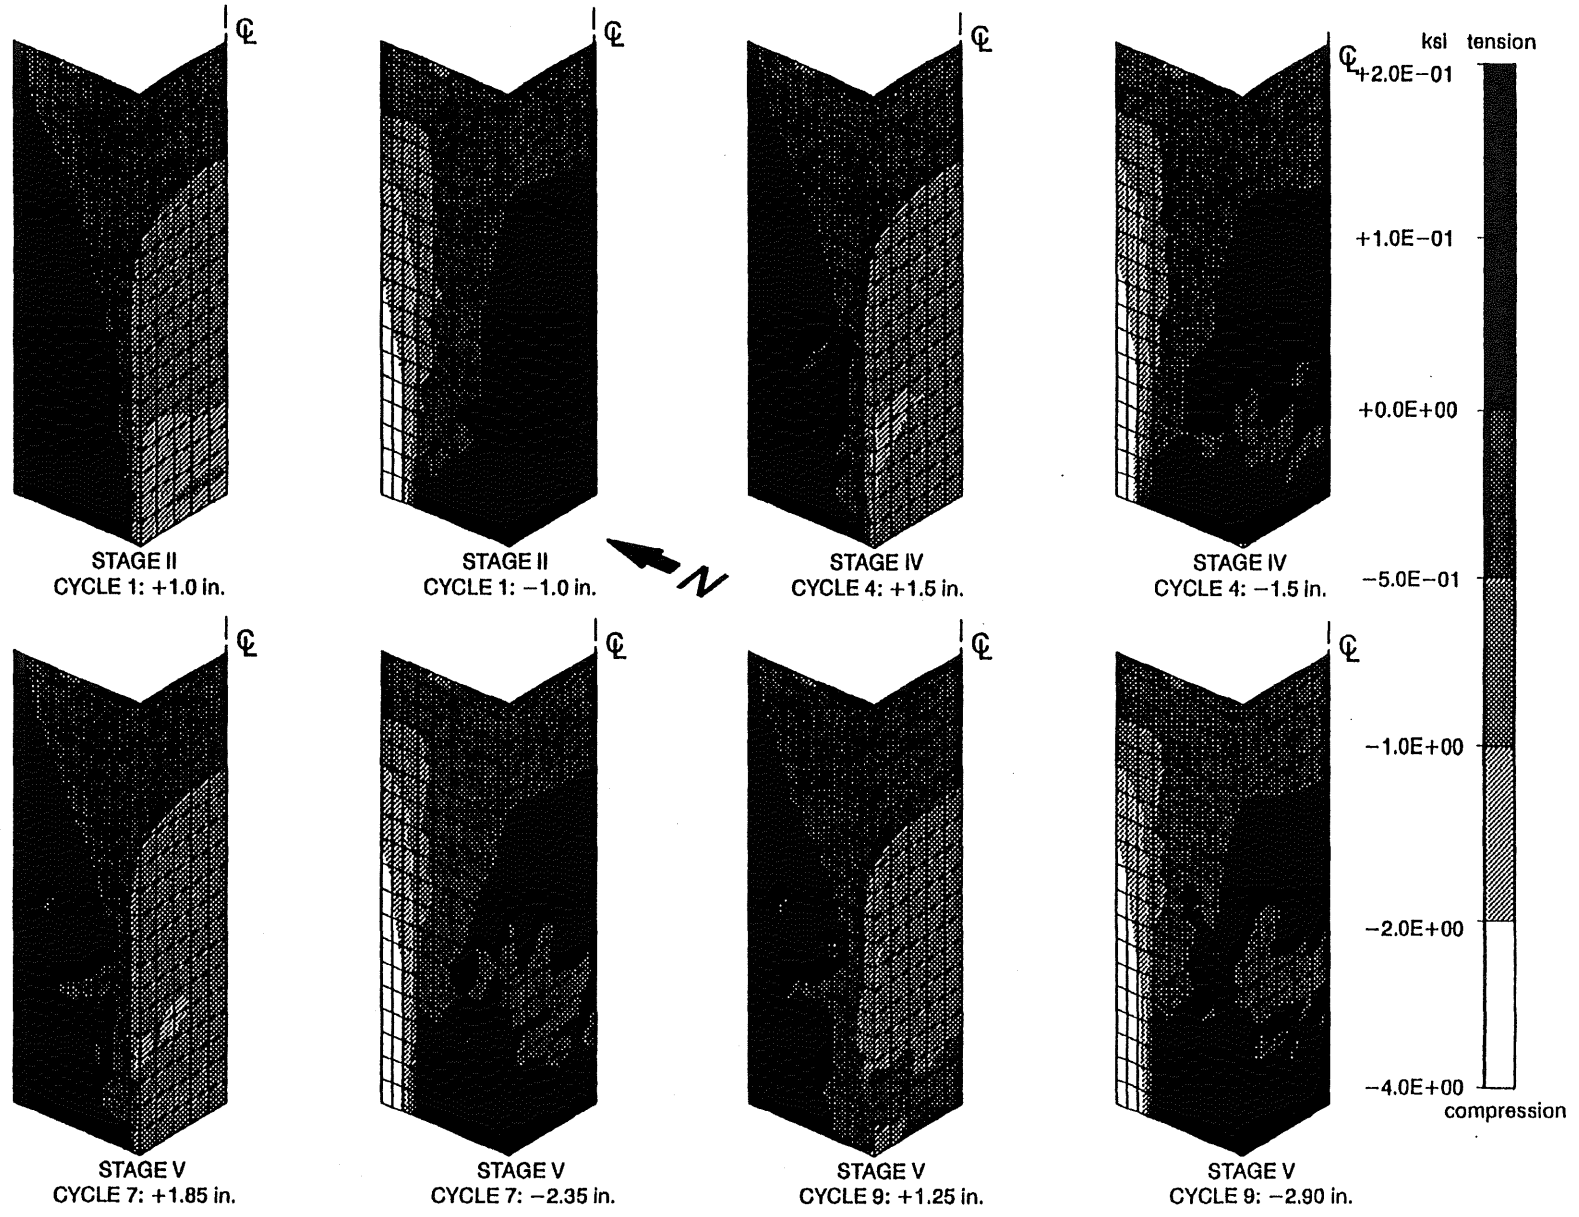 ℄
℄
℄
℄
ksi tension
+2.0E−01
+1.0E−01
+0.0E+00
−5.0E−01
−1.0E+00
−2.0E+00
−4.0E+00
compression
STAGE II
CYCLE 1: +1.0 in.
STAGE II
CYCLE 1: −1.0 in.
N
STAGE IV
CYCLE 4: +1.5 in.
STAGE IV
CYCLE 4: −1.5 in.
℄
℄
℄
℄
STAGE V
CYCLE 7: +1.85 in.
STAGE V
CYCLE 7: −2.35 in.
STAGE V
CYCLE 9: +1.25 in.
STAGE V
CYCLE 9: −2.90 in.